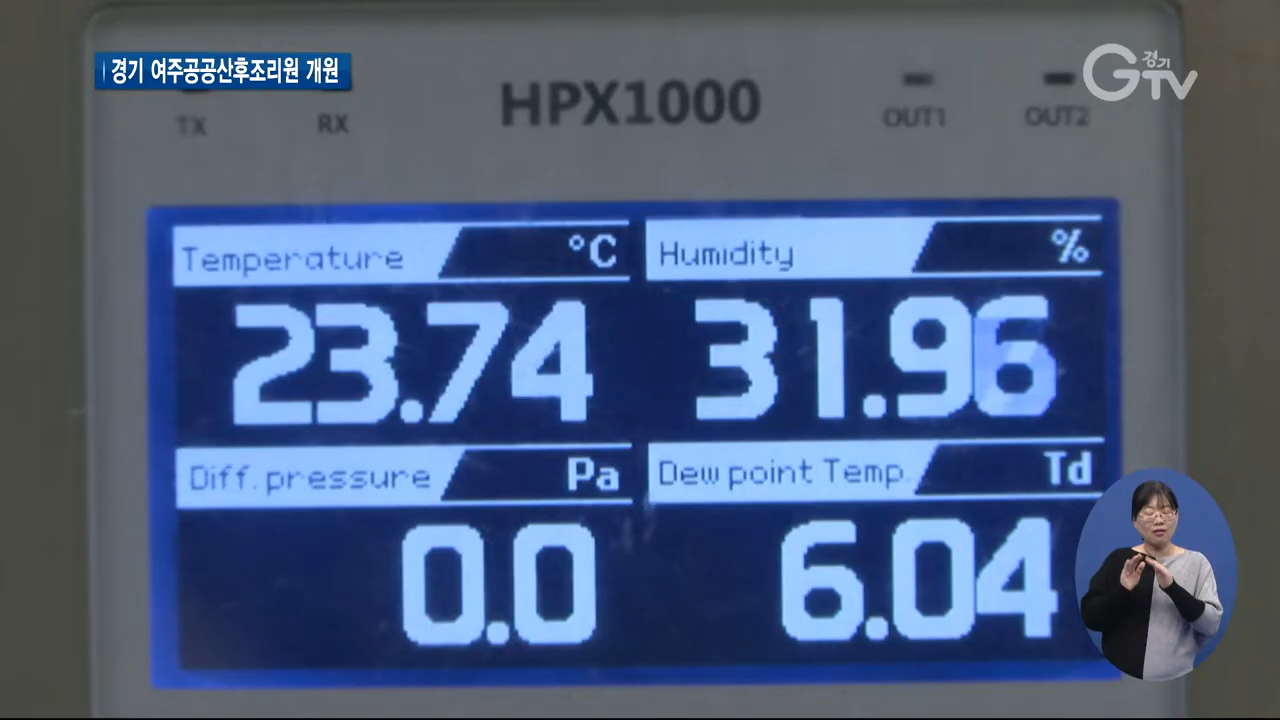 경기 여주공공산후조리원 개원
경기
GTV
HPX1000
TX
RX
OUT1
OUT2
Temperature °C
Humidity %
23.74
31.96
Diff. pressure Pa
Dew point Temp. Td
0.0
6.04